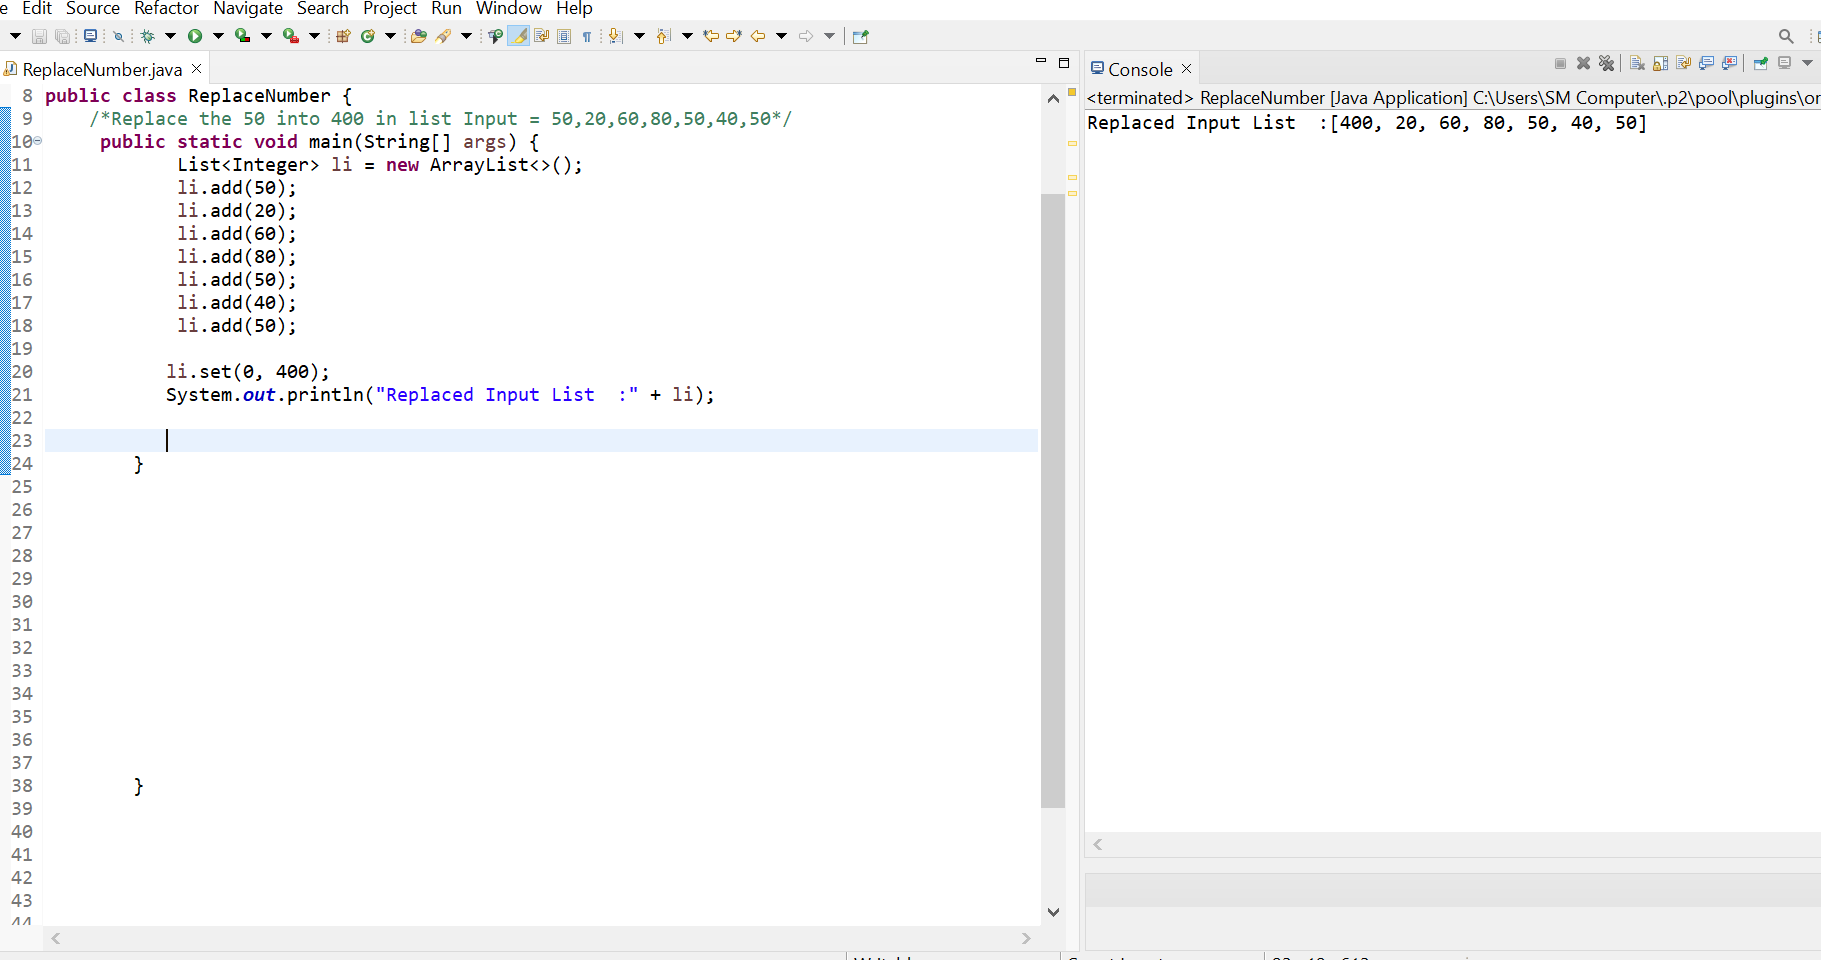 e Edit Source Refactor Navigate Search Project Run Window Help
ReplaceNumber.java
8 public class ReplaceNumber {
9 /*Replace the 50 into 400 in list Input = 50,20,60,80,50,40,50*/
10 public static void main(String[] args) {
11 List<Integer> li = new ArrayList<>();
12 li.add(50);
13 li.add(20);
14 li.add(60);
15 li.add(80);
16 li.add(50);
17 li.add(40);
18 li.add(50);
19
20 li.set(0, 400);
21 System.out.println("Replaced Input List  :" + li);
22
23
24 }
25
26
27
28
29
30
31
32
33
34
35
36
37
38 }
39
40
41
42
43
44
Console
<terminated> ReplaceNumber [Java Application] C:\Users\SM Computer\.p2\pool\plugins\or
Replaced Input List  :[400, 20, 60, 80, 50, 40, 50]